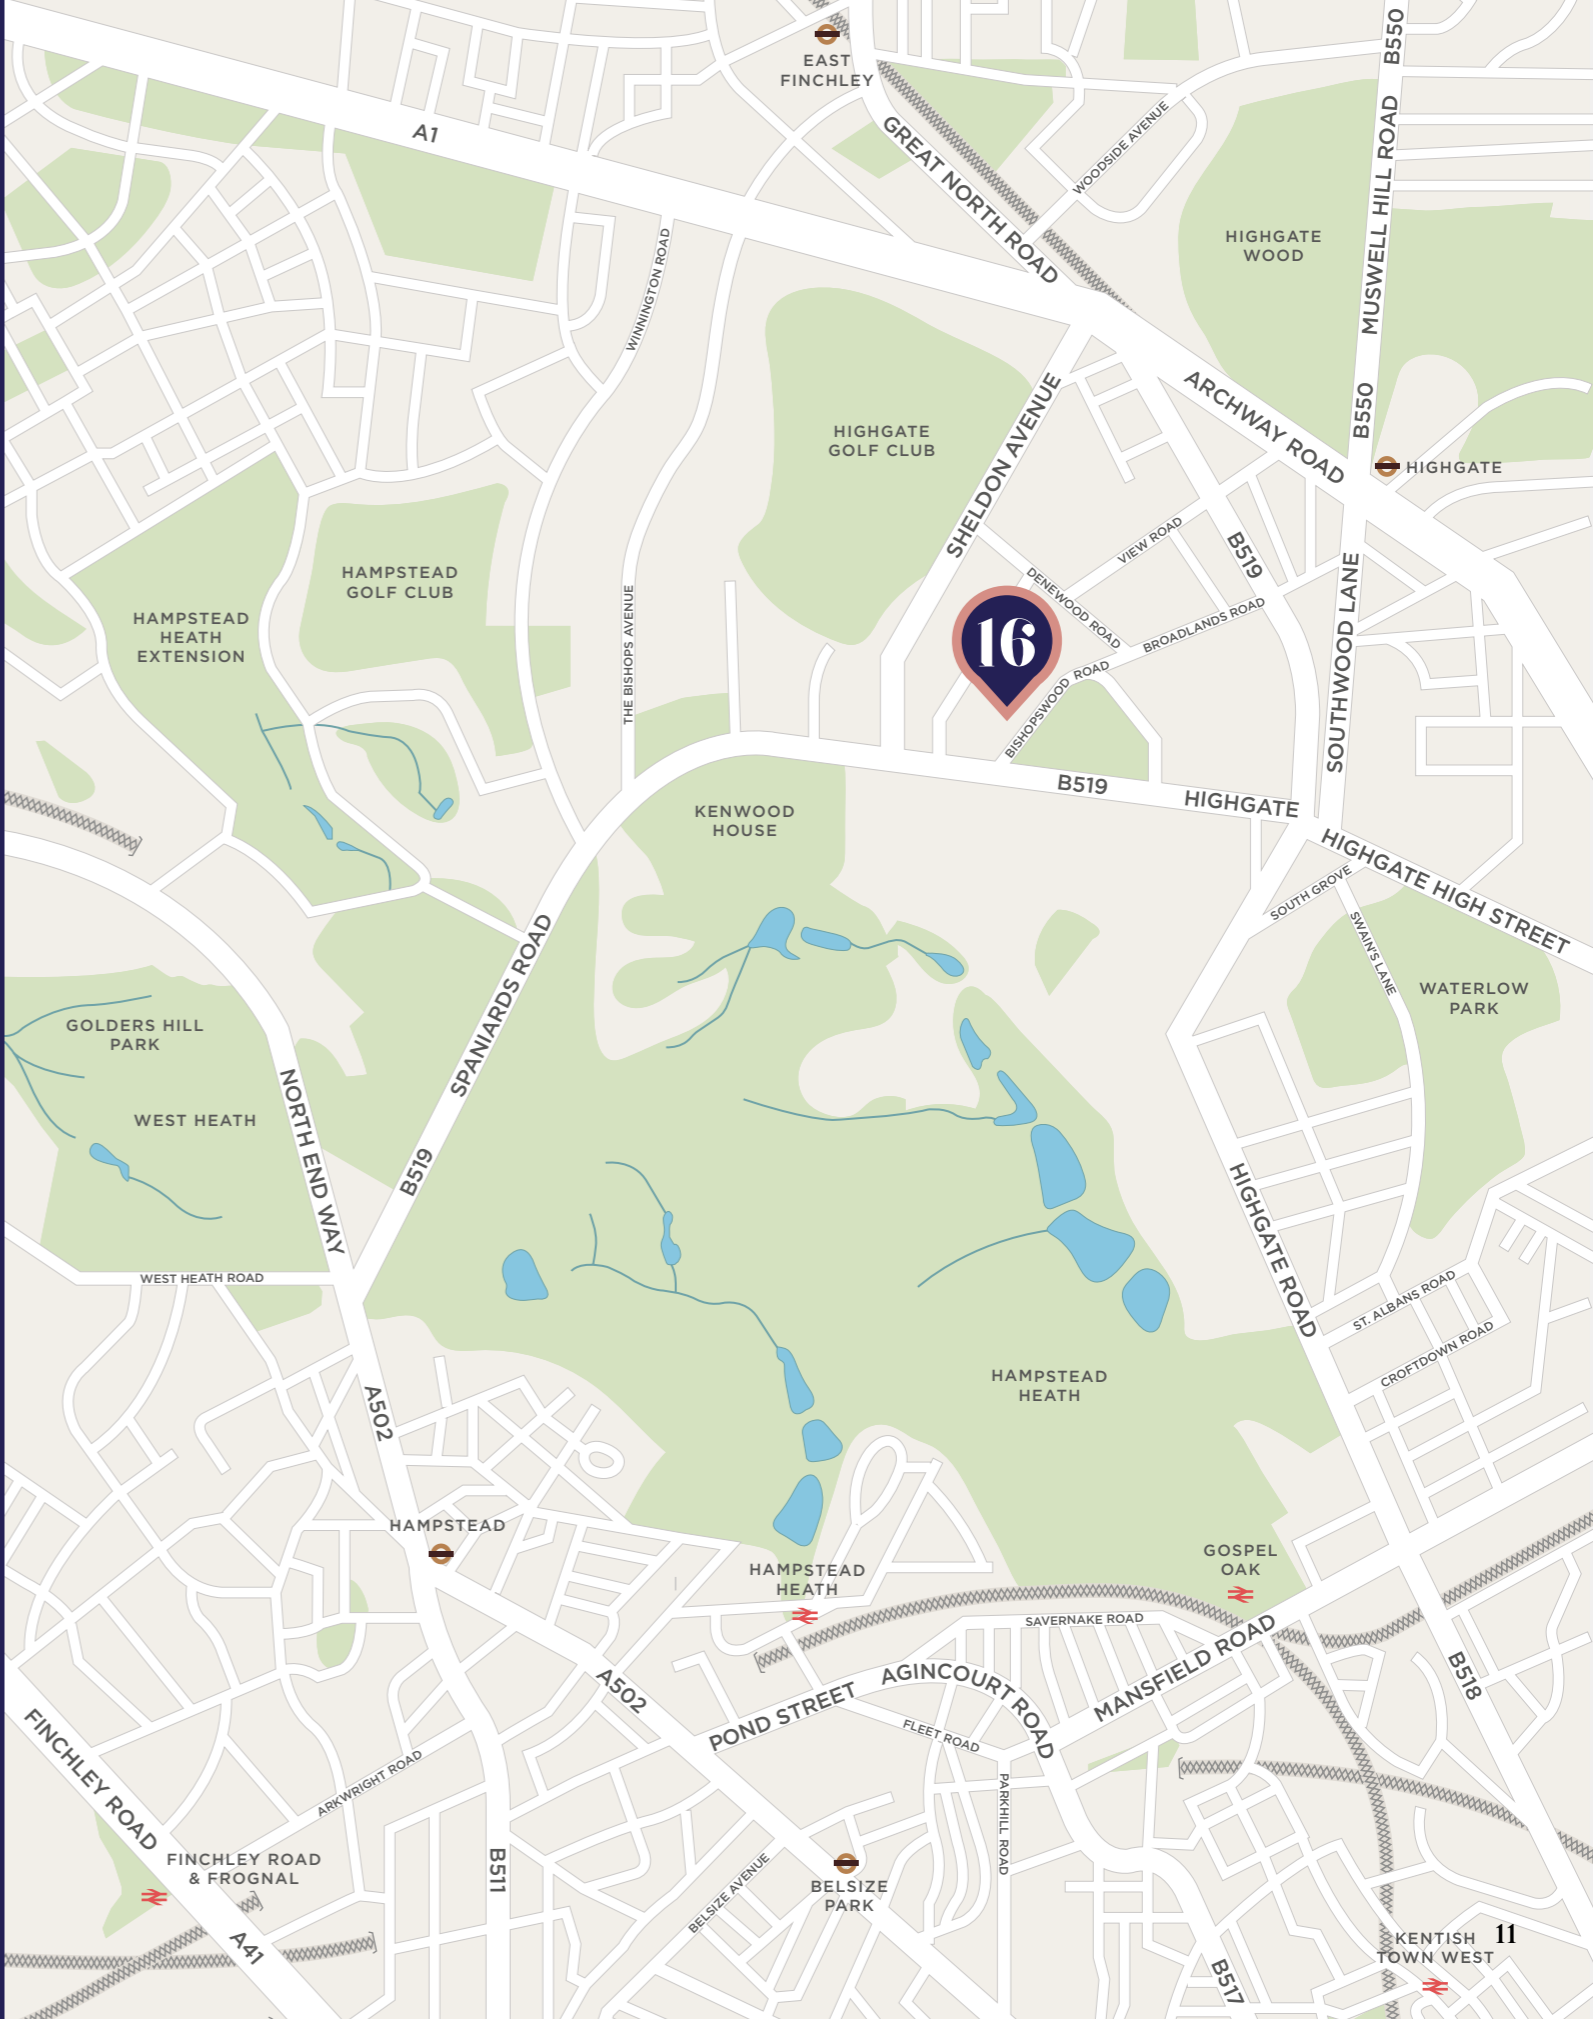 EAST
FINCHLEY
B550
A1
GREAT NORTH ROAD
WOODSIDE AVENUE
MUSWELL HILL ROAD
HIGHGATE
WOOD
WINNINGTON ROAD
ARCHWAY ROAD
B550
HIGHGATE
GOLF CLUB
SHELDON AVENUE
HIGHGATE
VIEW ROAD
B519
HAMPSTEAD
GOLF CLUB
DENEWOOD ROAD
BROADLANDS ROAD
SOUTHWOOD LANE
HAMPSTEAD
HEATH
EXTENSION
THE BISHOPS AVENUE
16
BISHOPSWOOD ROAD
B519
HIGHGATE
KENWOOD
HOUSE
HIGHGATE HIGH STREET
SOUTH GROVE
SWAIN'S LANE
SPANIARDS ROAD
WATERLOW
PARK
GOLDERS HILL
PARK
WEST HEATH
NORTH END WAY
B519
HIGHGATE ROAD
WEST HEATH ROAD
ST. ALBANS ROAD
CROFTDOWN ROAD
HAMPSTEAD
HEATH
A502
HAMPSTEAD
HAMPSTEAD
HEATH
GOSPEL
OAK
SAVERNAKE ROAD
MANSFIELD ROAD
B518
A502
POND STREET
AGINCOURT ROAD
FLEET ROAD
FINCHLEY ROAD
ARKWRIGHT ROAD
PARKHILL ROAD
FINCHLEY ROAD
& FROGNAL
B511
BELSIZE AVENUE
BELSIZE
PARK
A41
KENTISH
TOWN WEST
11
B517